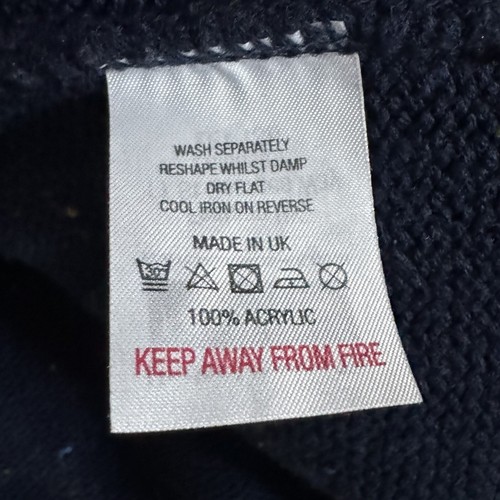 WASH SEPARATELY
RESHAPE WHILST DAMP
DRY FLAT
COOL IRON ON REVERSE
MADE IN UK
30°
100% ACRYLIC
KEEP AWAY FROM FIRE